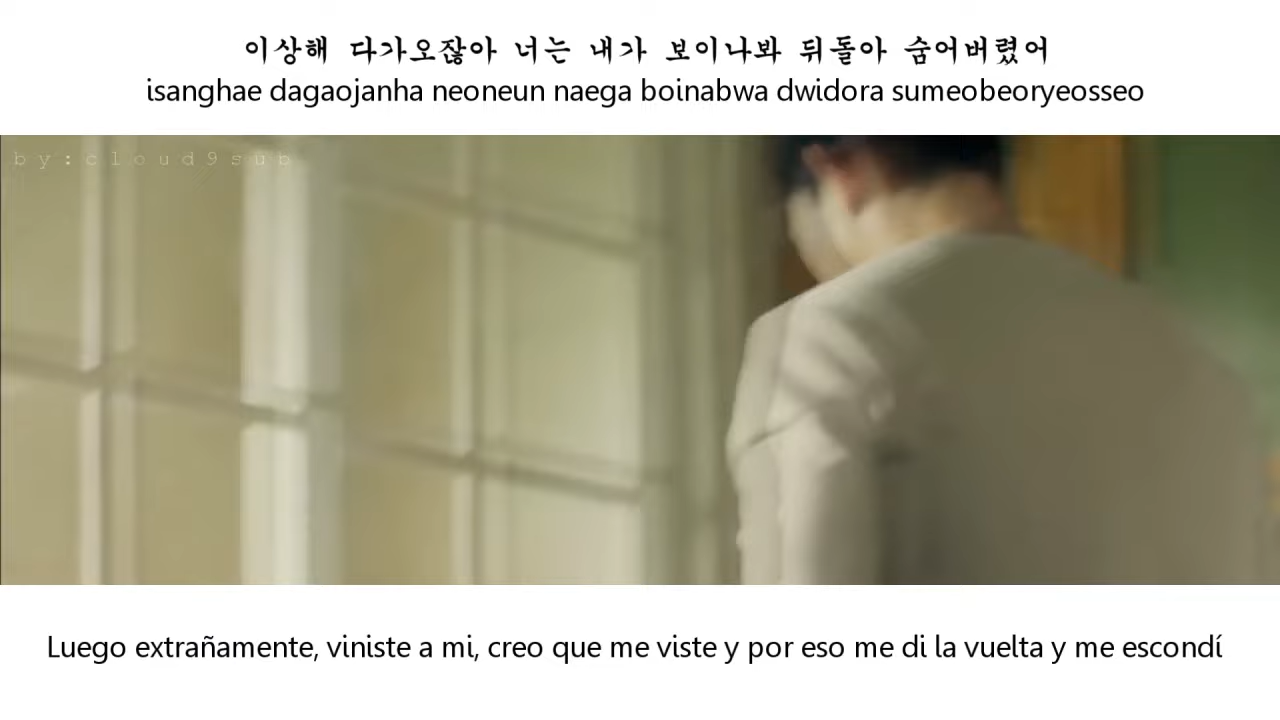 이상해 다가오잖아 너는 내가 보이나봐 뒤돌아 숨어버렸어
isanghae dagaojanha neoneun naega boinabwa dwidora sumeobeoryeosseo
by:cloud9sub
Luego extrañamente, viniste a mi, creo que me viste y por eso me di la vuelta y me escondí